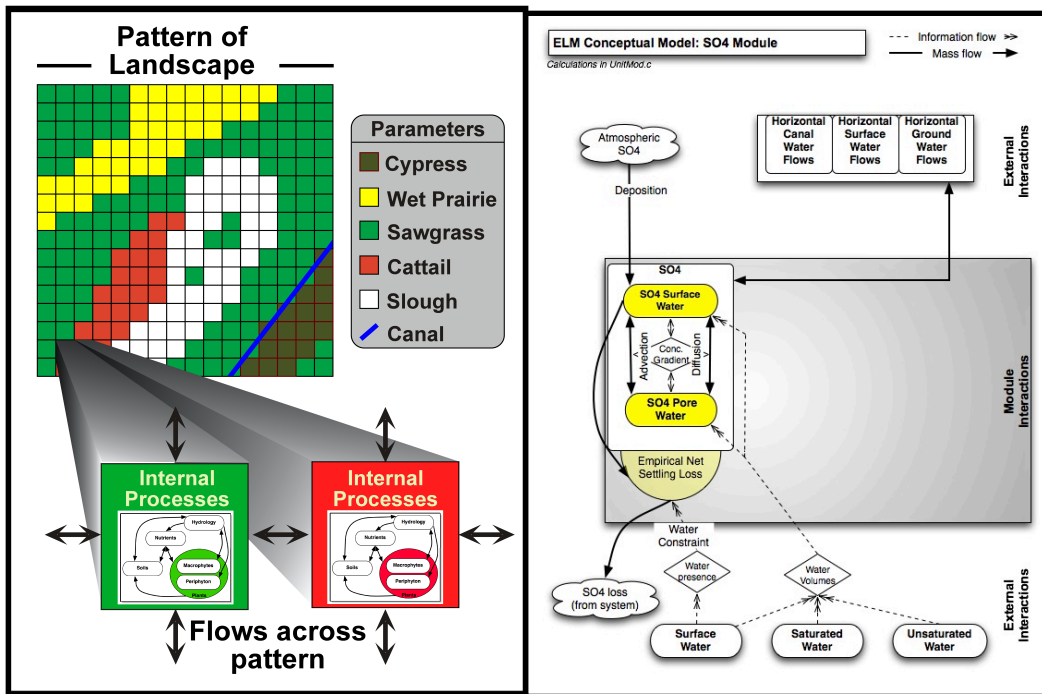 Pattern of
Landscape
Parameters
Cypress
Wet Prairie
Sawgrass
Cattail
Slough
Canal
Internal
Processes
Hydrology
Nutrients
Soils
Macrophytes
Periphyton
Plants
Internal
Processes
Hydrology
Nutrients
Soils
Macrophytes
Periphyton
Plants
Flows across
pattern
ELM Conceptual Model: SO4 Module
Calculations in UnitMod.c
Information flow
Mass flow
Atmospheric
SO4
Deposition
Horizontal
Canal
Water
Flows
Horizontal
Surface
Water
Flows
Horizontal
Ground
Water
Flows
External
Interactions
SO4
SO4 Surface
Water
Advection
Conc.
Gradient
Diffusion
SO4 Pore
Water
Empirical Net
Settling Loss
Module
Interactions
Water
Constraint
Water
presence
Water
Volumes
SO4 loss
(from system)
Surface
Water
Saturated
Water
Unsaturated
Water
External
Interactions